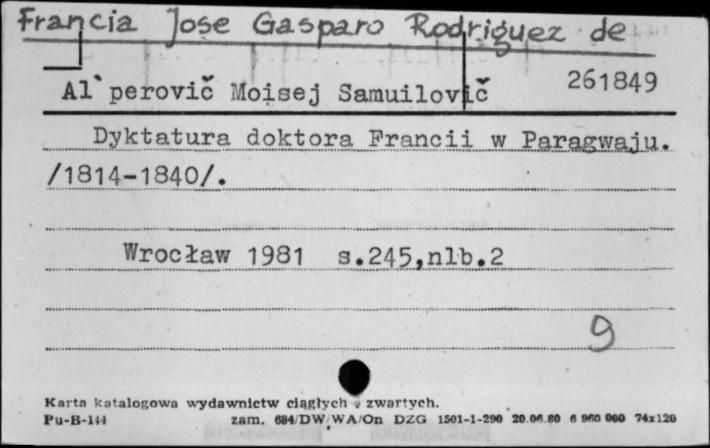 Francia Jose Gasparo Rodriguez de
Al`perovič Moisej Samuilovič 261849
Dyktatura doktora Francii w Paragwaju.
/1814-1840/.
Wrocław 1981 s.245,nlb.2
9
Karta katalogowa wydawnictw ciągłych i zwartych.
Pu-B-144 zam. 684/DW/WA/On DZG 1501-1-290 20.06.80 6 960 000 74x120